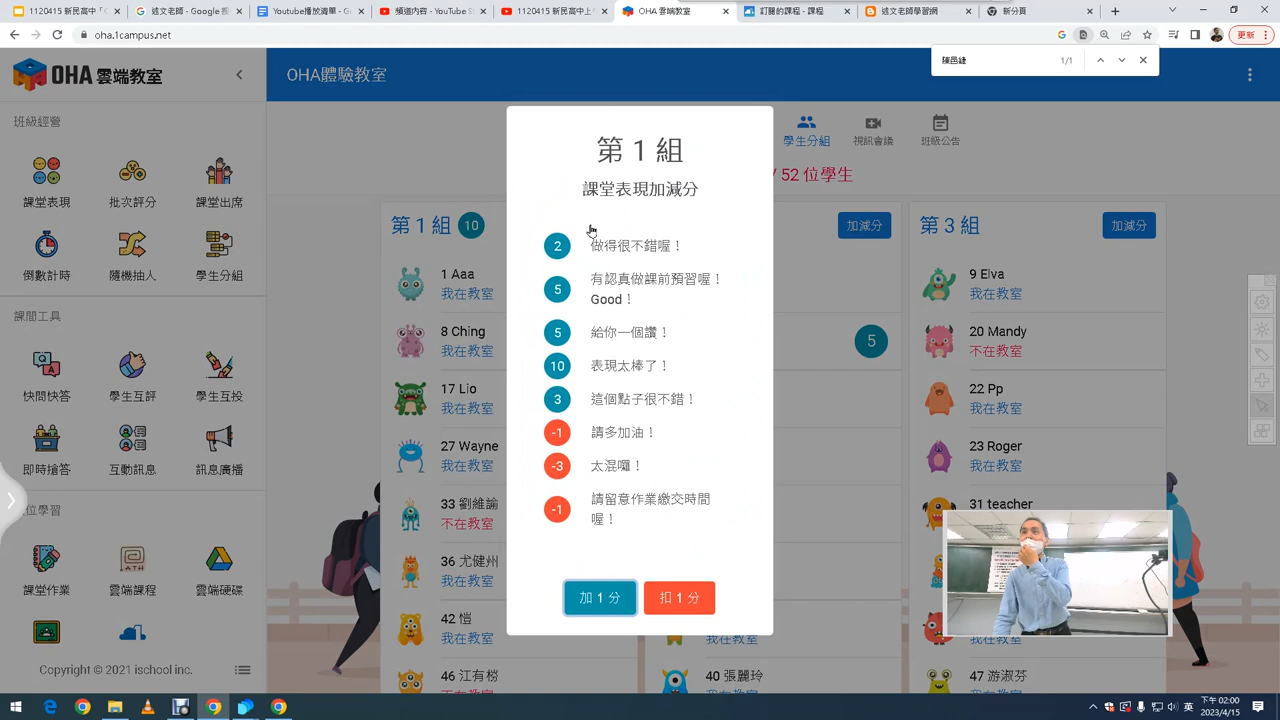 1120415 新民高中「C
這文老師 - Google 搜
Youtube播放清單 - G
頻道內容 - YouTube S
1120415 新民高中上午
OHA 雲端教室
訂閱的課程 - 課程
這文老師學習網
新分頁
oha.1campus.net
更新
OHA 雲端教室
OHA體驗教室
1/1
班級經營
課堂表現
批次評分
課堂出席
倒數計時
隨機抽人
學生分組
課間工具
快問快答
學生互評
學生互投
即時搶答
互動訊息
訊息廣播
位學習
課堂作業
雲端課程
雲端硬碟
Copyright © 2021 ischool inc.
學生分組
視訊會議
班級公告
/ 52 位學生
第 1 組 10
1 Aaa
我在教室
8 Ching
我在教室
17 Lio
我在教室
27 Wayne
我在教室
33 劉維諭
不在教室
36 尤健州
我在教室
42 愷
我在教室
46 江有桉
不在教室
第 1 組
課堂表現加減分
2 做得很不錯喔！
5 有認真做課前預習喔！
Good！
5 給你一個讚！
10 表現太棒了！
3 這個點子很不錯！
-1 請多加油！
-3 太混囉！
-1 請留意作業繳交時間
喔！
加 1 分
扣 1 分
加減分
5
我在教室
40 張麗玲
我在教室
第 3 組
加減分
9 Elva
我在教室
20 Mandy
不在教室
22 Pp
我在教室
23 Roger
我在教室
31 teacher
我在教室
47 游淑芬
我在教室
英
下午 02:00
2023/4/15